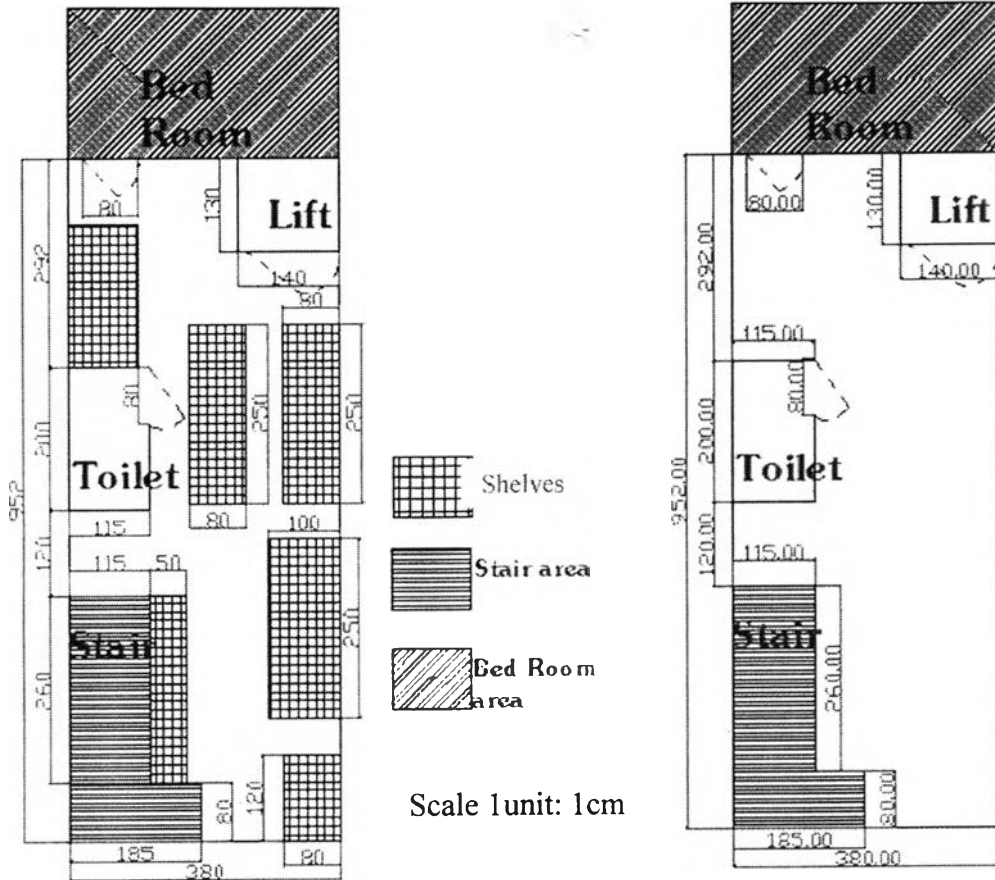 Bed
Room
80
130
Lift
140
80
292
80
250
250
200
Toilet
952
115
80
100
120
115
50
Stair
250
260
80
120
185
380
80
Shelves
Stair area
Bed Room
area
Scale 1unit: 1cm
Bed
Room
80.00
130.00
Lift
140.00
292.00
115.00
80.00
200.00
Toilet
952.00
120.00
115.00
Stair
260.00
80.00
185.00
380.00